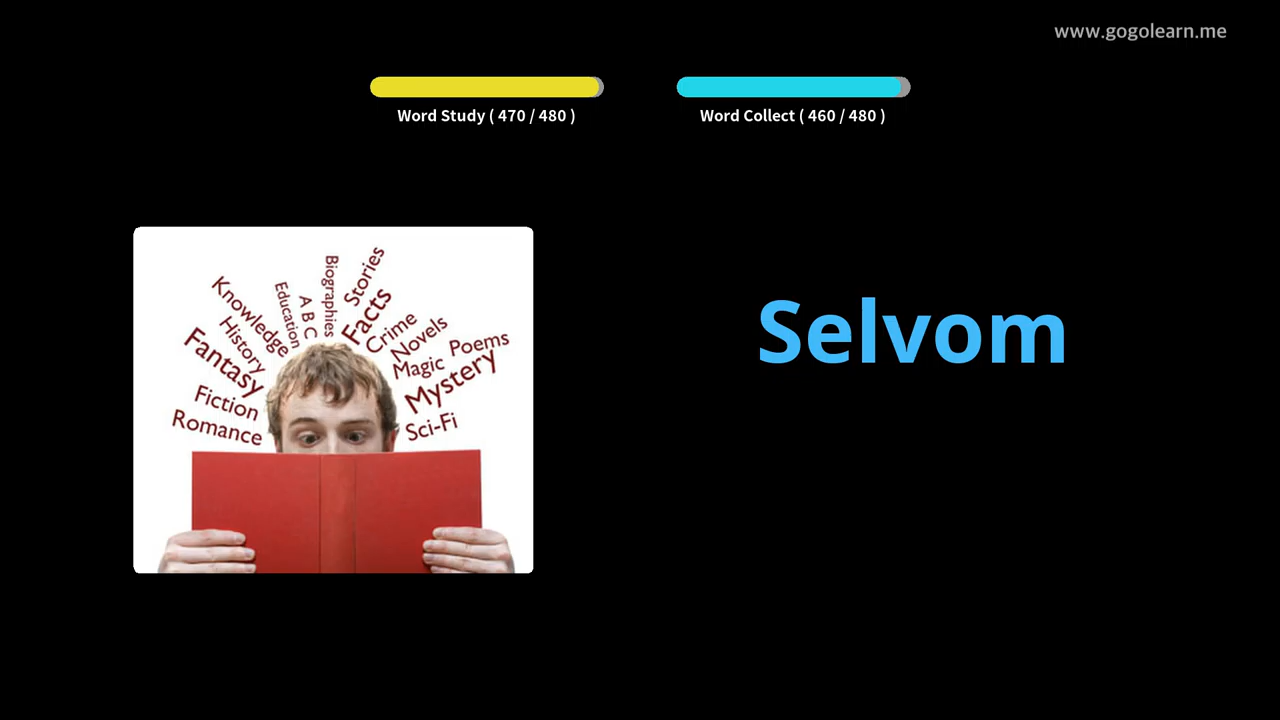 www.gogolearn.me
Word Study ( 470 / 480 )
Word Collect ( 460 / 480 )
Selvom
Romance
Fiction
Fantasy
History
Knowledge
Education
A B C
Biographies
Stories
Facts
Crime
Novels
Magic
Poems
Mystery
Sci-Fi